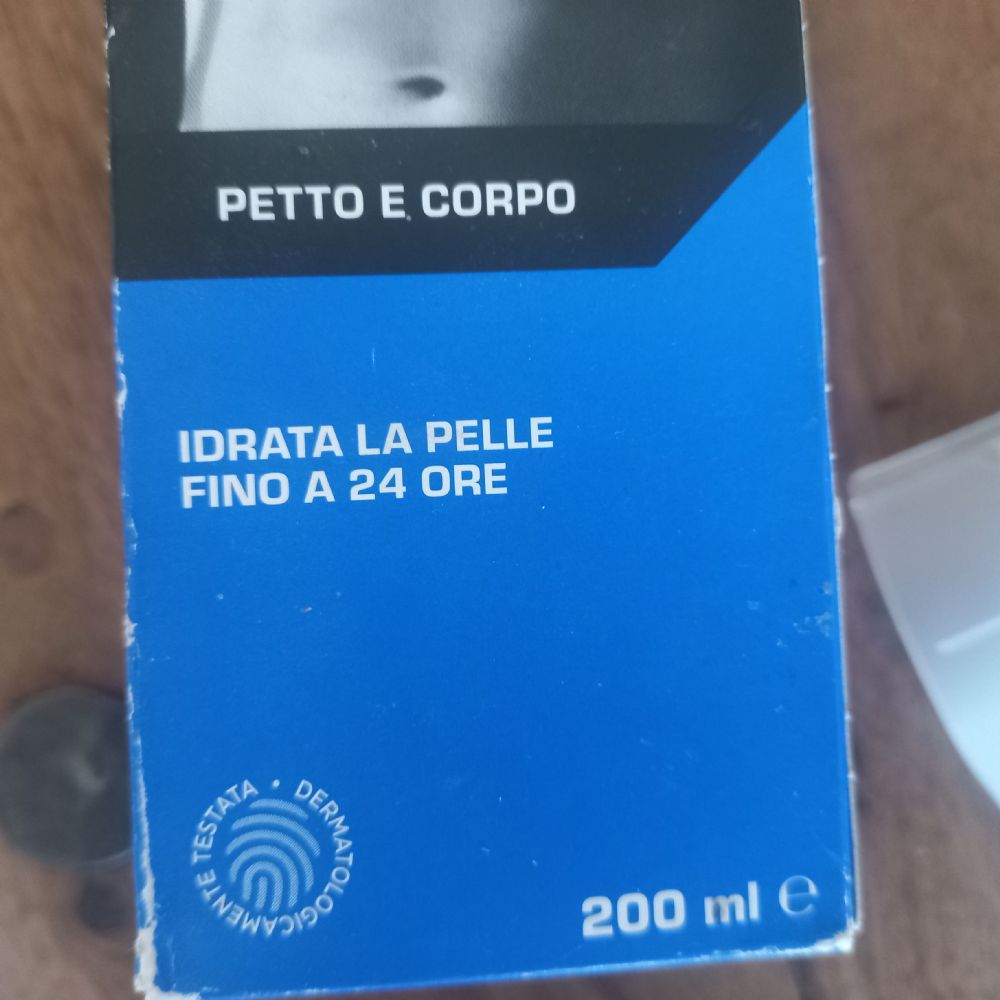 PETTO E CORPO
IDRATA LA PELLE
FINO A 24 ORE
DERMATOLOGICAMENTE TESTATA •
200 ml ℮